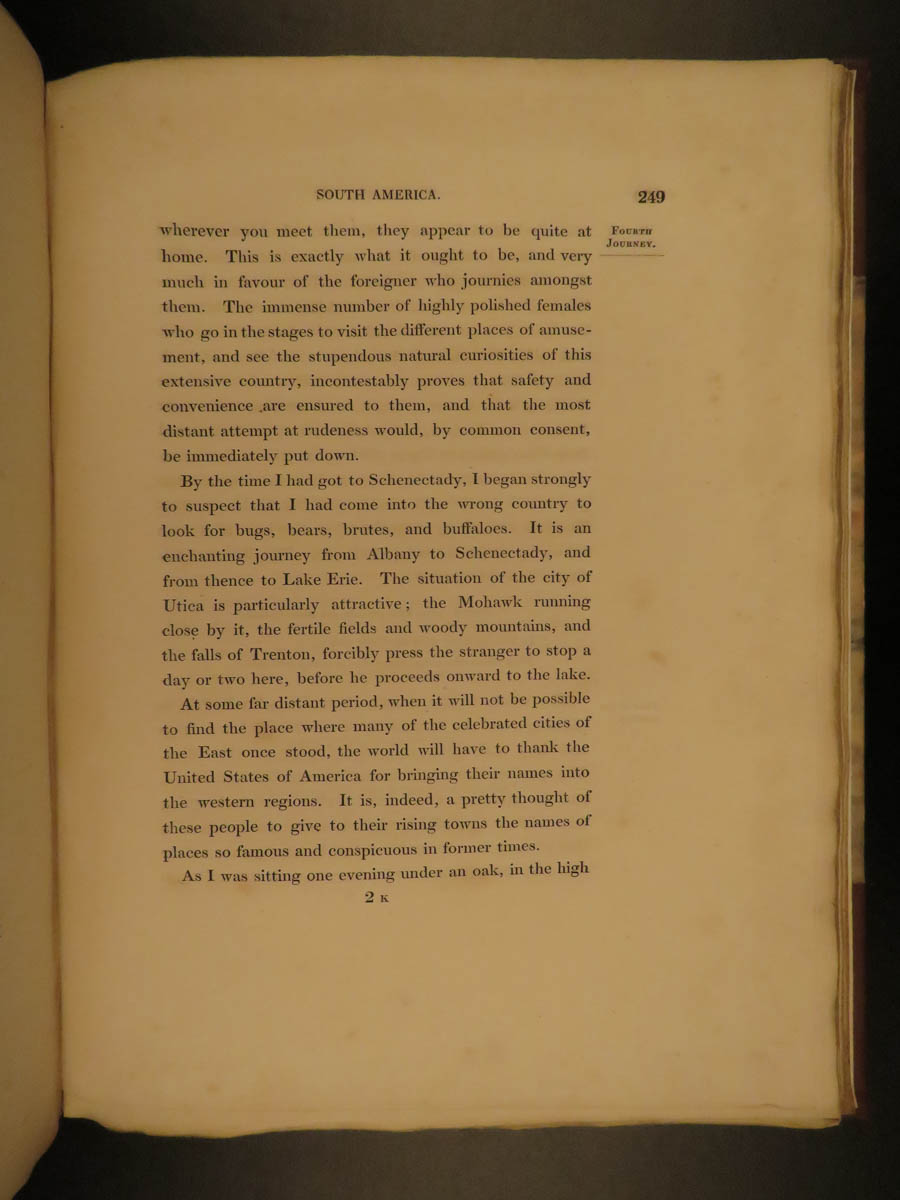 SOUTH AMERICA.
249
FOURTH
JOURNEY.
wherever you meet them, they appear to be quite at
home. This is exactly what it ought to be, and very
much in favour of the foreigner who journies amongst
them. The immense number of highly polished females
who go in the stages to visit the different places of amuse-
ment, and see the stupendous natural curiosities of this
extensive country, incontestably proves that safety and
convenience are ensured to them, and that the most
distant attempt at rudeness would, by common consent,
be immediately put down.
By the time I had got to Schenectady, I began strongly
to suspect that I had come into the wrong country to
look for bugs, bears, brutes, and buffaloes. It is an
enchanting journey from Albany to Schenectady, and
from thence to Lake Erie. The situation of the city of
Utica is particularly attractive; the Mohawk running
close by it, the fertile fields and woody mountains, and
the falls of Trenton, forcibly press the stranger to stop a
day or two here, before he proceeds onward to the lake.
At some far distant period, when it will not be possible
to find the place where many of the celebrated cities of
the East once stood, the world will have to thank the
United States of America for bringing their names into
the western regions. It is, indeed, a pretty thought of
these people to give to their rising towns the names of
places so famous and conspicuous in former times.
As I was sitting one evening under an oak, in the high
2 K